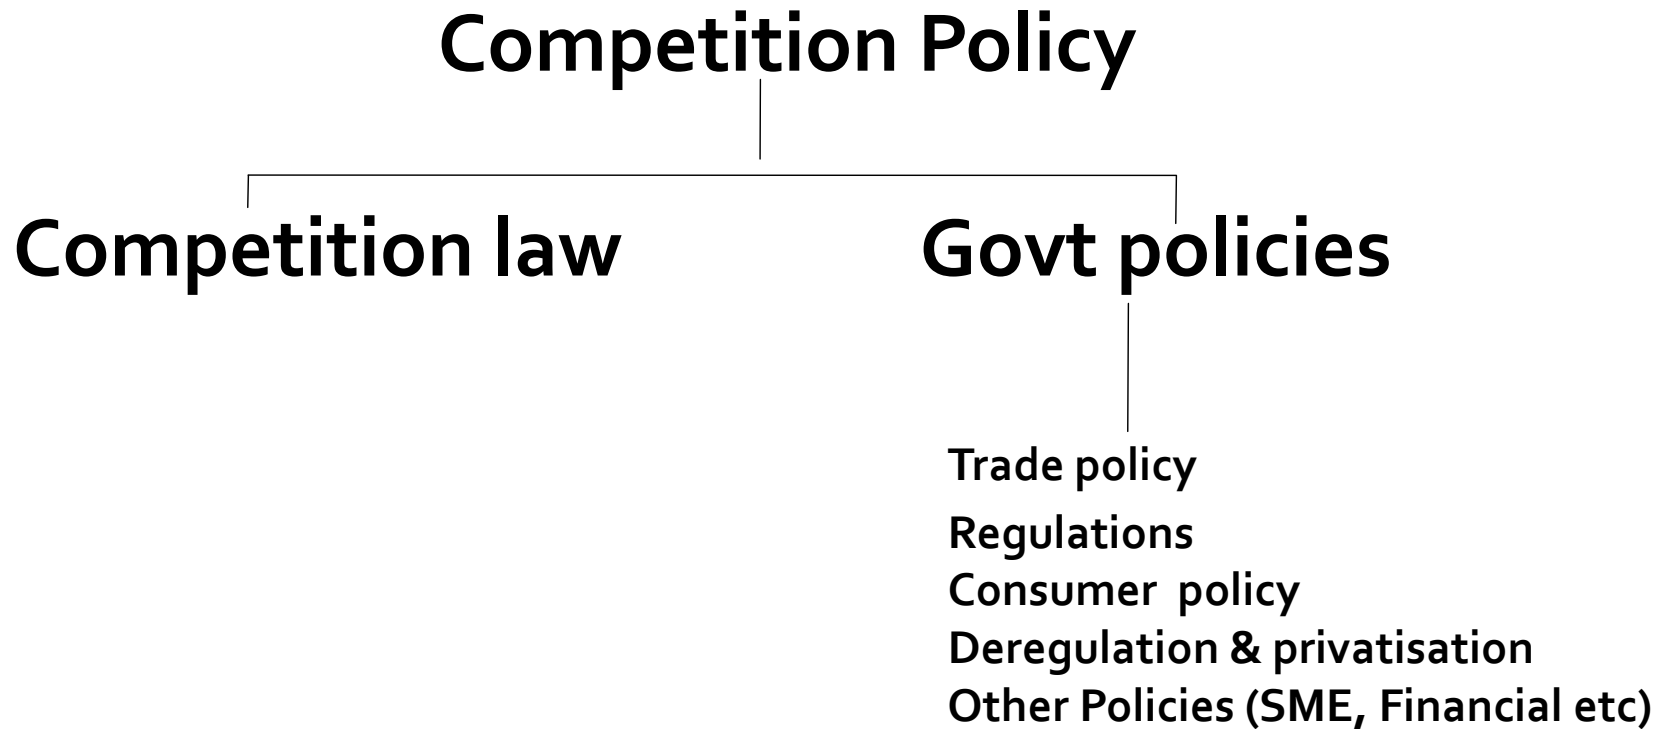 Competition Policy
Competition law
Govt policies
Trade policy
Regulations
Consumer policy
Deregulation & privatisation
Other Policies (SME, Financial etc)